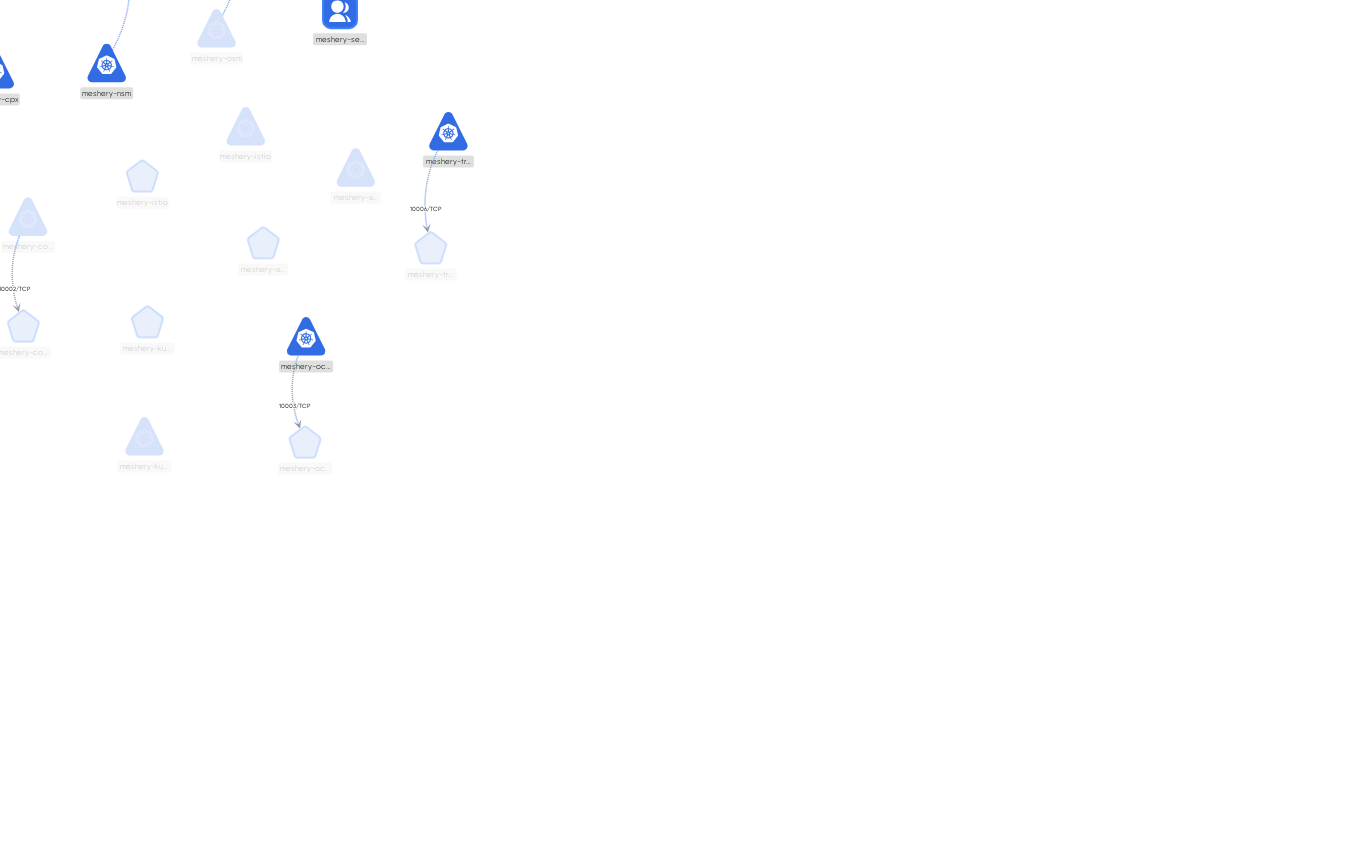 meshery-se...
meshery-osm
meshery-nsm
-cpx
meshery-istio
meshery-tr...
meshery-istio
meshery-a...
10006/TCP
meshery-co...
meshery-a...
meshery-tr...
10002/TCP
meshery-ku...
meshery-co...
meshery-oc...
10003/TCP
meshery-ku...
meshery-oc...